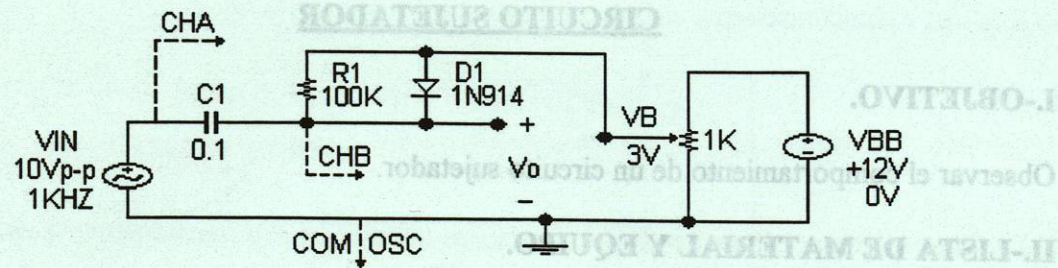 CIRCUITO SUJETADOR
CHA
R1
100K
D1
1N914
I.-OBJETIVO.
C1
0.1
+
VB
3V
1K
VIN
10Vp-p
1KHZ
CHB
Vo
-
VBB
+12V
0V
Observar el comportamiento de un circuito sujetador.
COM
OSC
II.-LISTA DE MATERIAL Y EQUIPO.